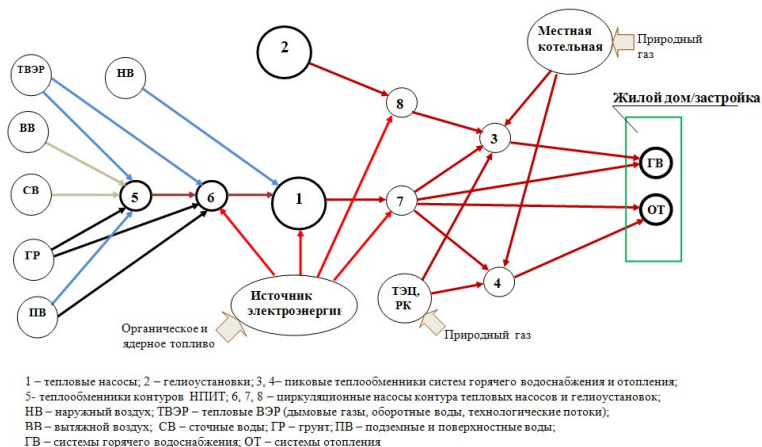 Местная
котельная
Природный
газ
2
ТВЭР
НВ
Жилой дом/застройка
8
ВВ
3
ГВ
СВ
5
6
1
7
ОТ
ГР
4
ПВ
Источник
электроэнергии
ТЭЦ,
РК
Органическое и
ядерное топливо
Природный газ
1 – тепловые насосы; 2 – гелиоустановки; 3, 4– пиковые теплообменники систем горячего водоснабжения и отопления;
5- теплообменники контуров НПИТ; 6, 7, 8 – циркуляционные насосы контура тепловых насосов и гелиоустановок;
НВ – наружный воздух; ТВЭР – тепловые ВЭР (дымовые газы, оборотные воды, технологические потоки);
ВВ – вытяжной воздух; СВ – сточные воды; ГР – грунт; ПВ – подземные и поверхностные воды;
ГВ – системы горячего водоснабжения; ОТ – системы отопления